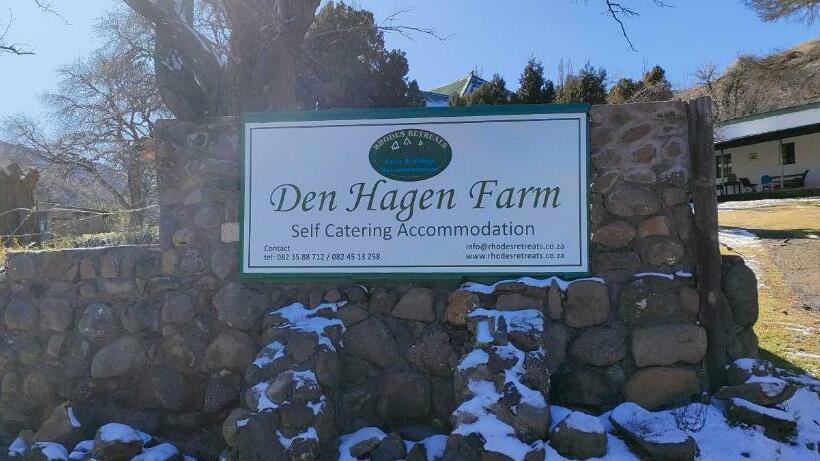 RHODES RETREATS
Farm & Village
Accommodation
Den Hagen Farm
Self Catering Accommodation
Contact
tel: 082 35 88 712 / 082 45 13 258
info@rhodesretreats.co.za
www.rhodesretreats.co.za